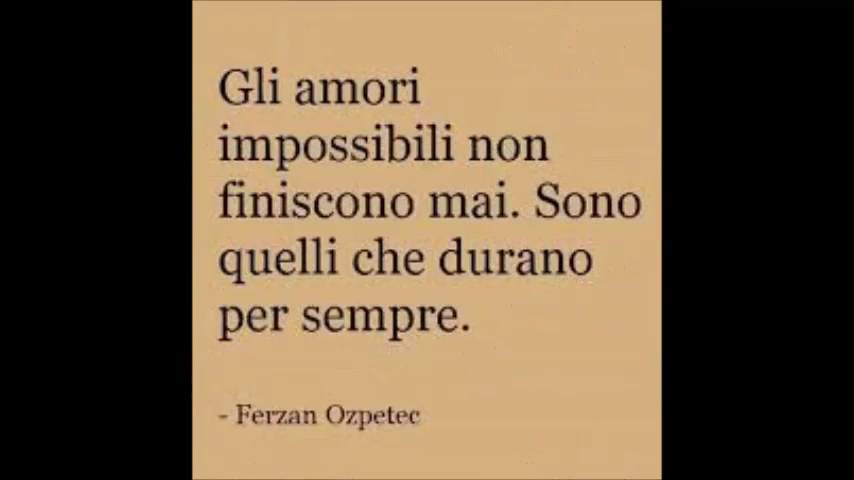 Gli amori
impossibili non
finiscono mai. Sono
quelli che durano
per sempre.
- Ferzan Ozpetec